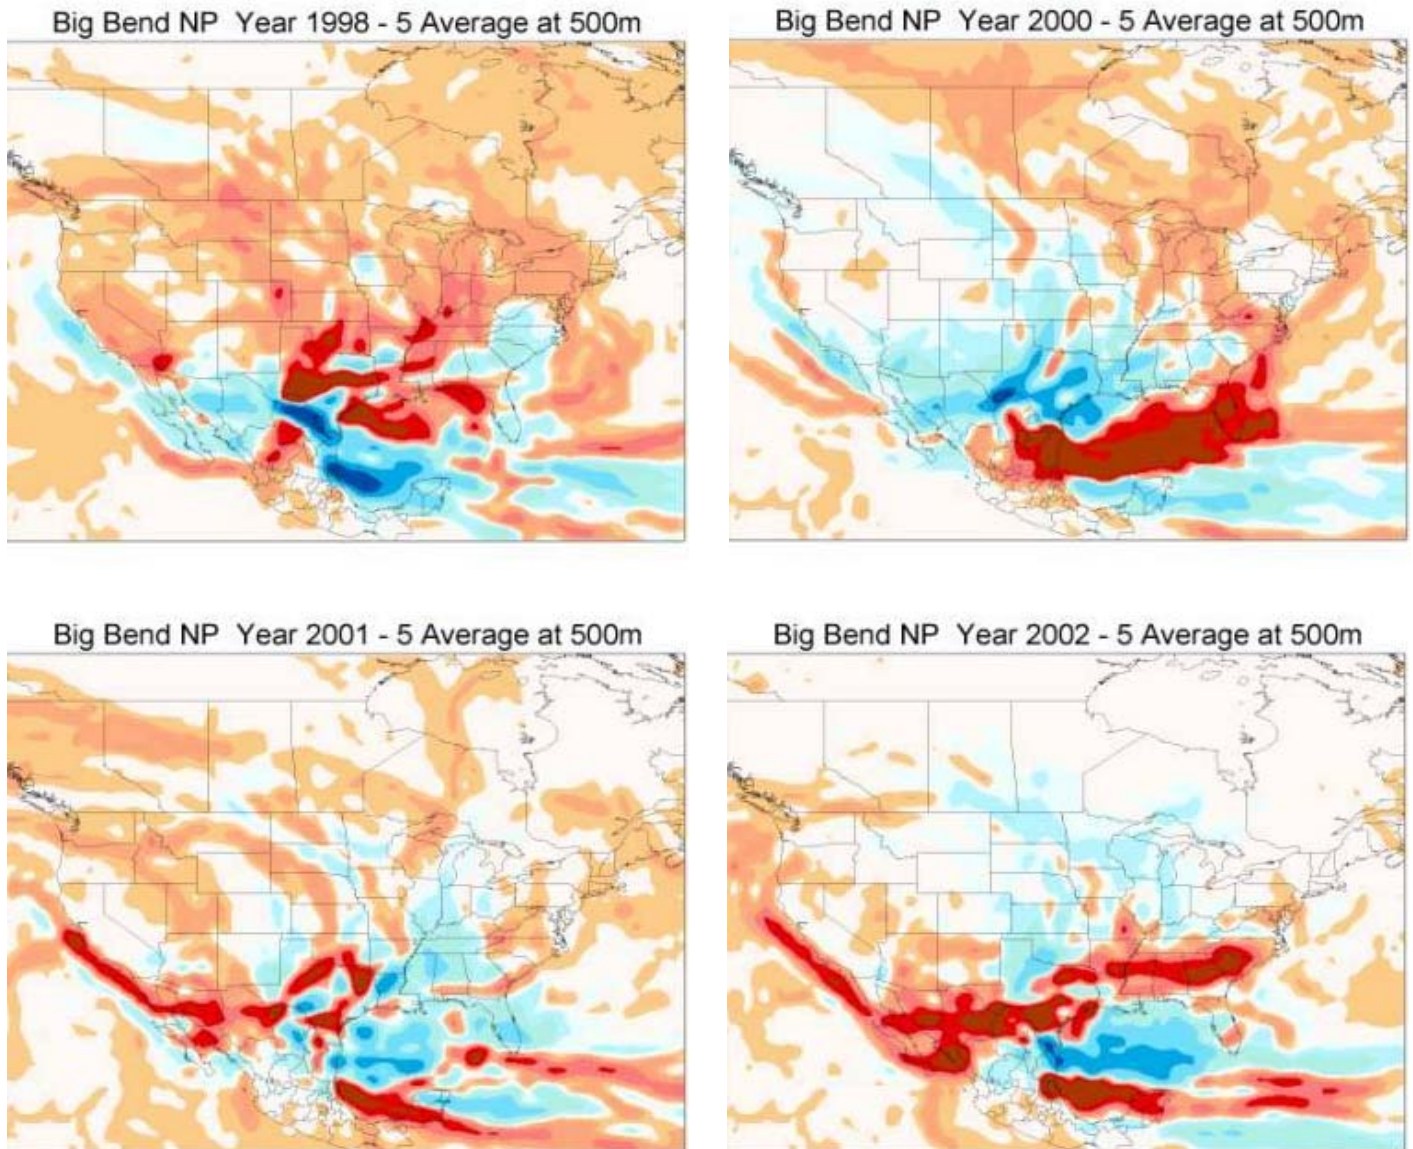 Big Bend NP Year 1998 - 5 Average at 500m
Big Bend NP Year 2000 - 5 Average at 500m
Big Bend NP Year 2001 - 5 Average at 500m
Big Bend NP Year 2002 - 5 Average at 500m